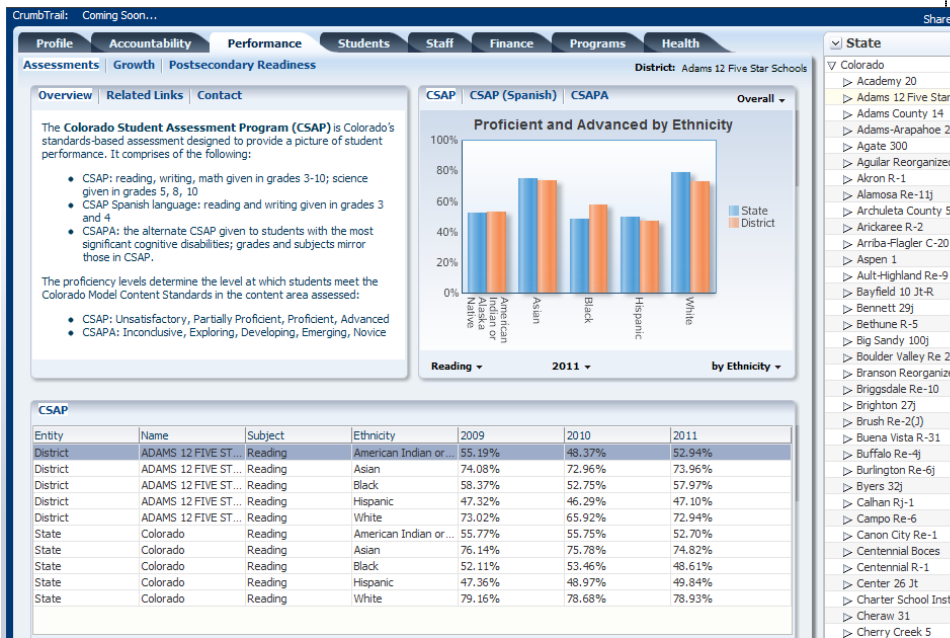 CrumbTrail: Coming Soon...
Share
Profile Accountability Performance Students Staff Finance Programs Health
Assessments Growth Postsecondary Readiness
District: Adams 12 Five Star Schools
Overview Related Links Contact
The Colorado Student Assessment Program (CSAP) is Colorado's
standards-based assessment designed to provide a picture of student
performance. It comprises of the following:
• CSAP: reading, writing, math given in grades 3-10; science
given in grades 5, 8, 10
• CSAP Spanish language: reading and writing given in grades 3
and 4
• CSAPA: the alternate CSAP given to students with the most
significant cognitive disabilities; grades and subjects mirror
those in CSAP.
The proficiency levels determine the level at which students meet the
Colorado Model Content Standards in the content area assessed:
• CSAP: Unsatisfactory, Partially Proficient, Proficient, Advanced
• CSAPA: Inconclusive, Exploring, Developing, Emerging, Novice
CSAP CSAP (Spanish) CSAPA
Overall
Proficient and Advanced by Ethnicity
100%
80%
60%
40%
20%
0%
American
Indian or
Alaska
Native
Asian
Black
Hispanic
White
State
District
Reading 2011 by Ethnicity
CSAP
Entity Name Subject Ethnicity 2009 2010 2011
District ADAMS 12 FIVE ST... Reading American Indian or... 55.19% 48.37% 52.94%
District ADAMS 12 FIVE ST... Reading Asian 74.08% 72.96% 73.96%
District ADAMS 12 FIVE ST... Reading Black 58.37% 52.75% 57.97%
District ADAMS 12 FIVE ST... Reading Hispanic 47.32% 46.29% 47.10%
District ADAMS 12 FIVE ST... Reading White 73.02% 65.92% 72.94%
State Colorado Reading American Indian or... 55.77% 55.75% 52.70%
State Colorado Reading Asian 76.14% 75.78% 74.82%
State Colorado Reading Black 52.11% 53.46% 48.61%
State Colorado Reading Hispanic 47.36% 48.97% 49.84%
State Colorado Reading White 79.16% 78.68% 78.93%
State
Colorado
Academy 20
Adams 12 Five Star
Adams County 14
Adams-Arapahoe 2
Agate 300
Aguilar Reorganized
Akron R-1
Alamosa Re-11j
Archuleta County 5
Arickaree R-2
Arriba-Flagler C-20
Aspen 1
Ault-Highland Re-9
Bayfield 10 Jt-R
Bennett 29j
Bethune R-5
Big Sandy 100j
Boulder Valley Re 2
Branson Reorganize
Briggsdale Re-10
Brighton 27j
Brush Re-2(J)
Buena Vista R-31
Buffalo Re-4j
Burlington Re-6j
Byers 32j
Calhan Rj-1
Campo Re-6
Canon City Re-1
Centennial Boces
Centennial R-1
Center 26 Jt
Charter School Inst
Cheraw 31
Cherry Creek 5